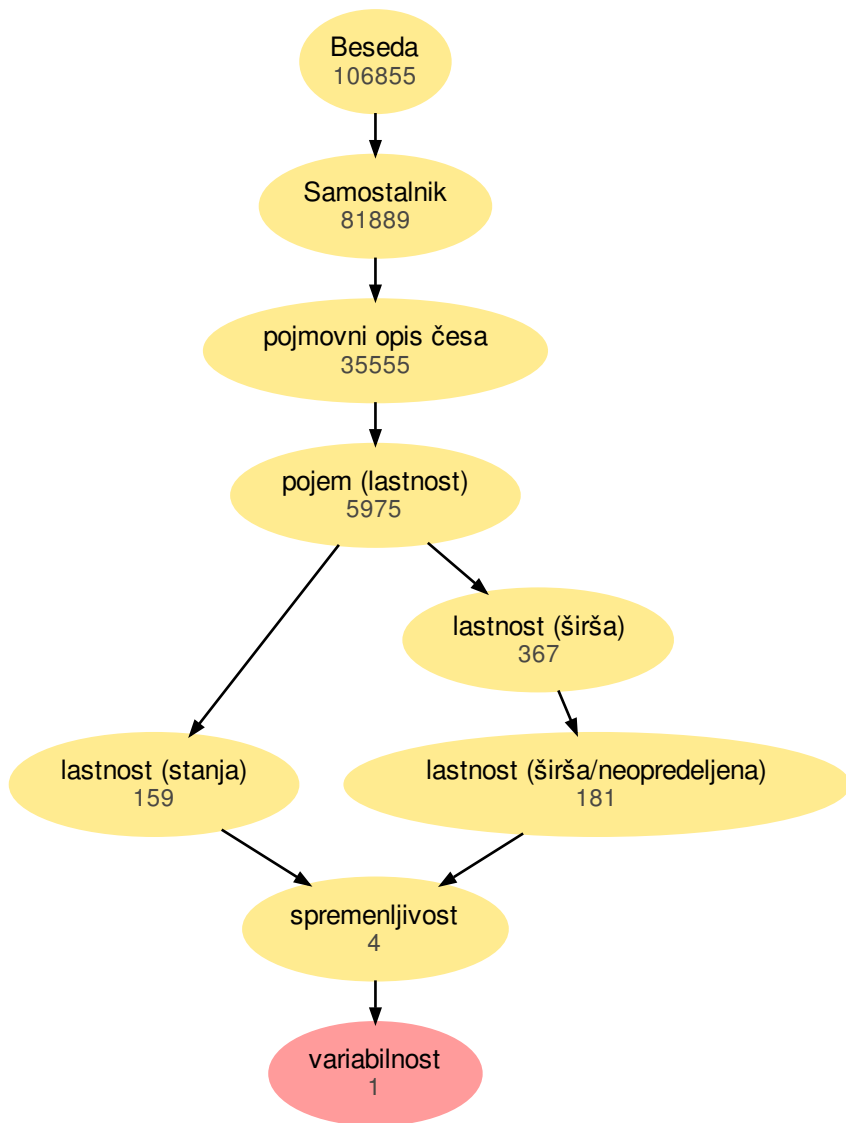 Beseda
106855
Samostalnik
81889
pojmovni opis česa
35555
pojem (lastnost)
5975
lastnost (širša)
367
lastnost (stanja)
159
lastnost (širša/neopredeljena)
181
spremenljivost
4
variabilnost
1